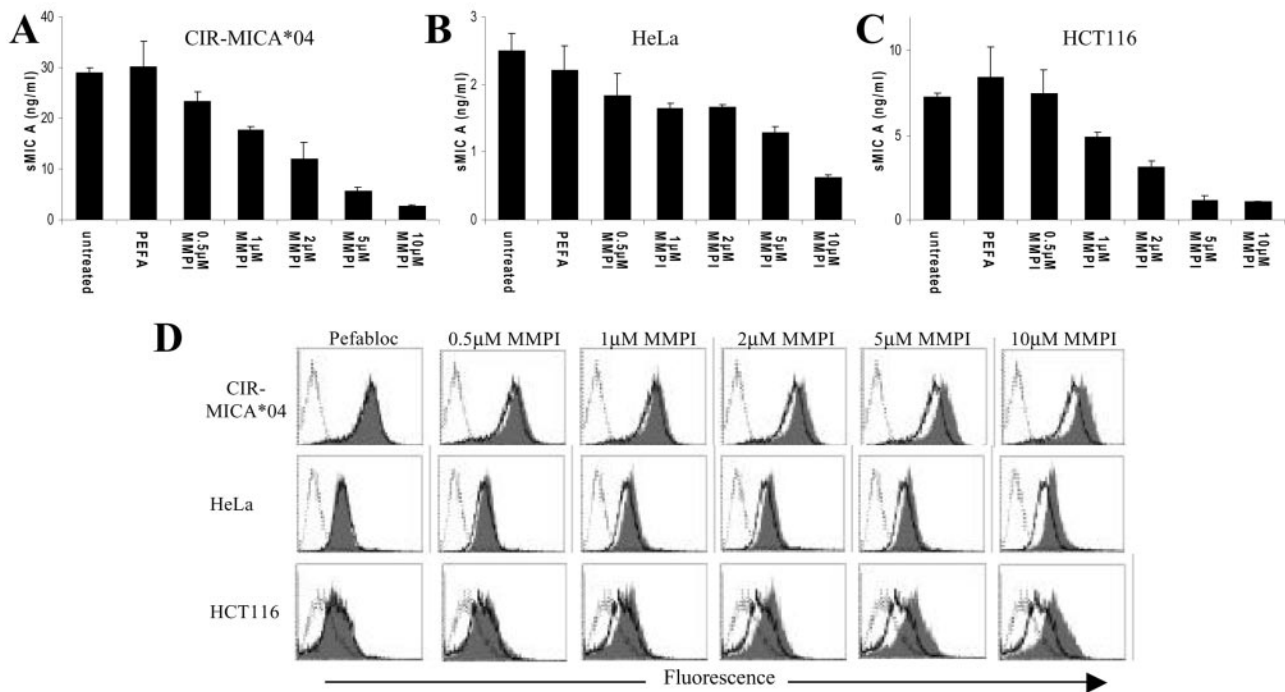 A
CIR-MICA*04
40
30
20
10
0
sMIC A (ng/ml)
untreated
PEFA
0.5µM MMPI
1µM MMPI
2µM MMPI
5µM MMPI
10µM MMPI
B
HeLa
3
2
1
0
sMIC A (ng/ml)
untreated
PEFA
0.5µM MMPI
1µM MMPI
2µM MMPI
5µM MMPI
10µM MMPI
C
HCT116
10
5
0
sMIC A (ng/ml)
untreated
PEFA
0.5µM MMPI
1µM MMPI
2µM MMPI
5µM MMPI
10µM MMPI
D
Pefabloc
0.5µM MMPI
1µM MMPI
2µM MMPI
5µM MMPI
10µM MMPI
CIR-
MICA*04
HeLa
HCT116
Fluorescence